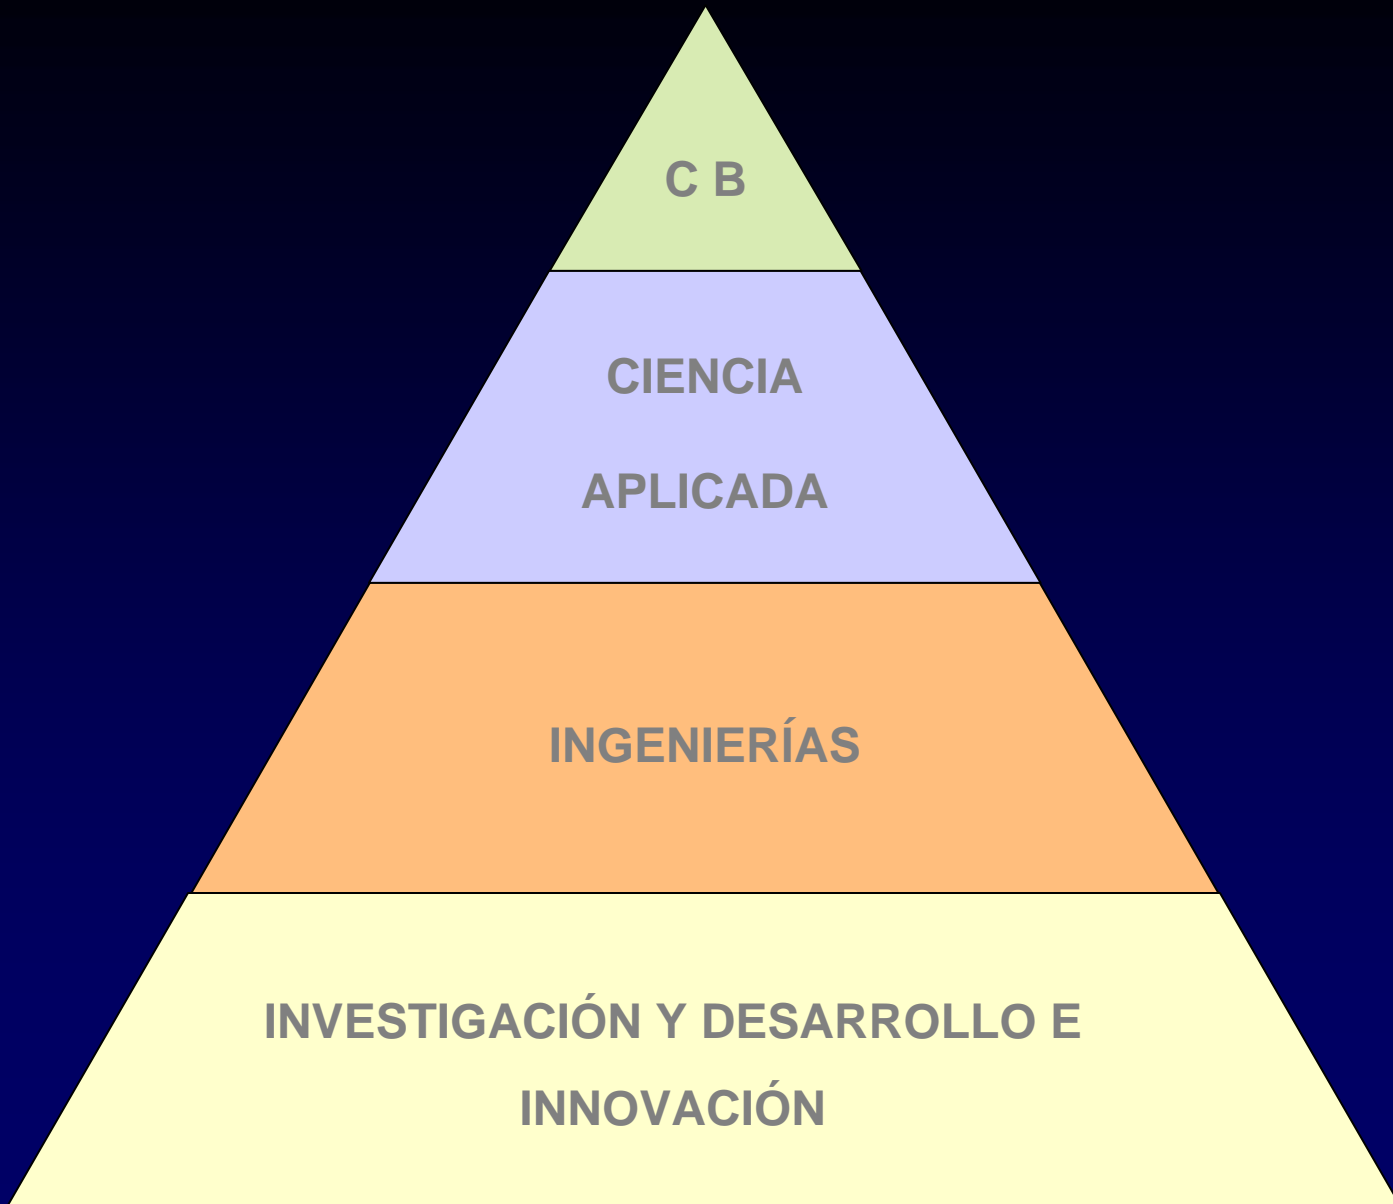 C B
CIENCIA
APLICADA
INGENIERÍAS
INVESTIGACIÓN Y DESARROLLO E
INNOVACIÓN